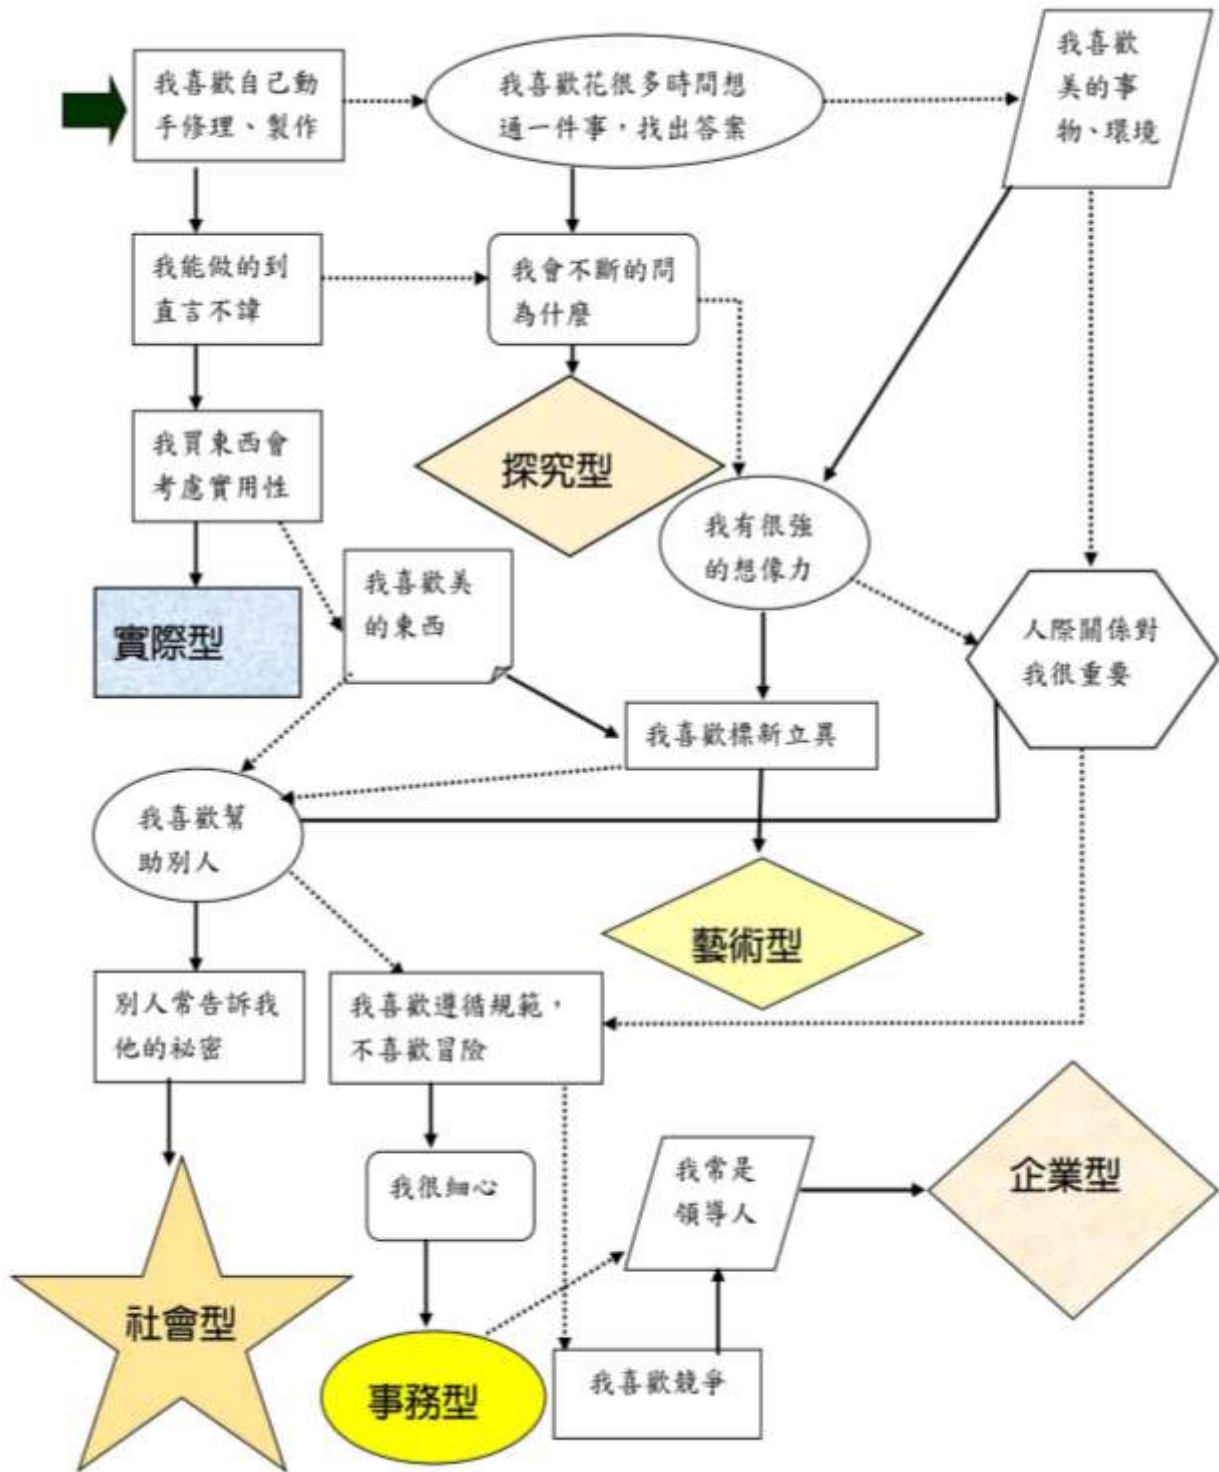 我喜歡自己動
手修理、製作
我喜歡花很多時間想
通一件事，找出答案
我喜歡
美的事
物、環境
我能做的到
直言不諱
我會不斷的問
為什麼
我買東西會
考慮實用性
探究型
我有很強
的想像力
實際型
我喜歡美
的東西
人際關係對
我很重要
我喜歡標新立異
我喜歡幫
助別人
藝術型
別人常告訴我
他的祕密
我喜歡遵循規範，
不喜歡冒險
我很細心
我常是
領導人
企業型
社會型
事務型
我喜歡競爭